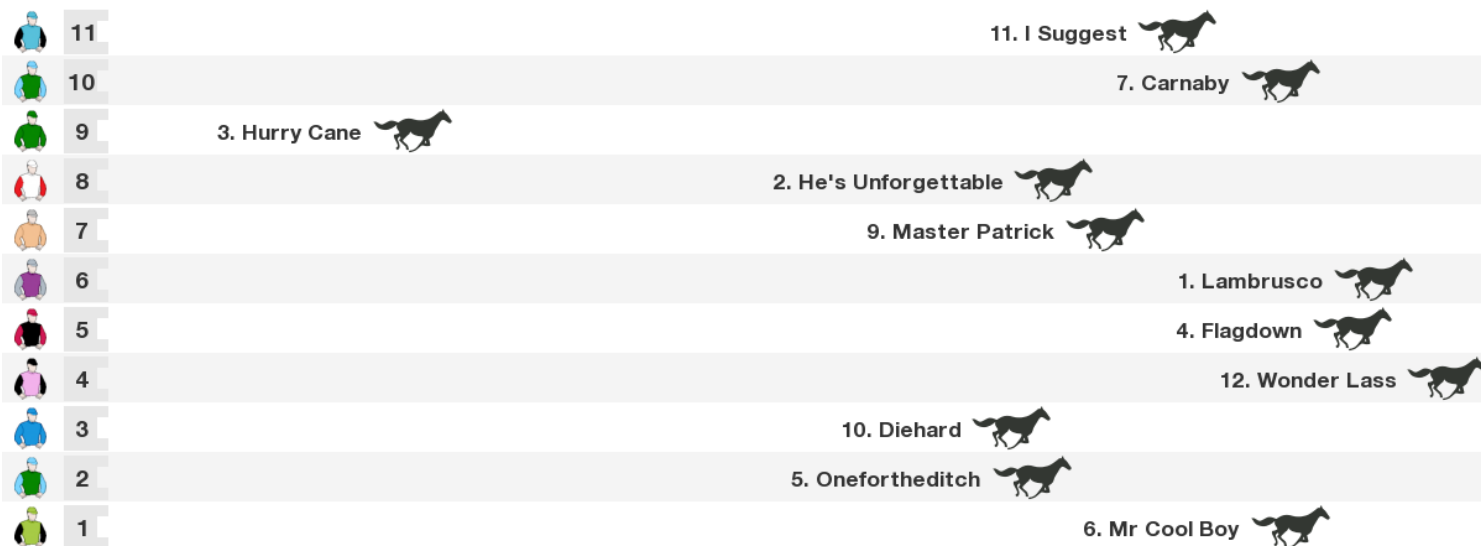 11 11. I Suggest
10 7. Carnaby
9 3. Hurry Cane
8 2. He's Unforgettable
7 9. Master Patrick
6 1. Lambrusco
5 4. Flagdown
4 12. Wonder Lass
3 10. Diehard
2 5. Onefortheditch
1 6. Mr Cool Boy